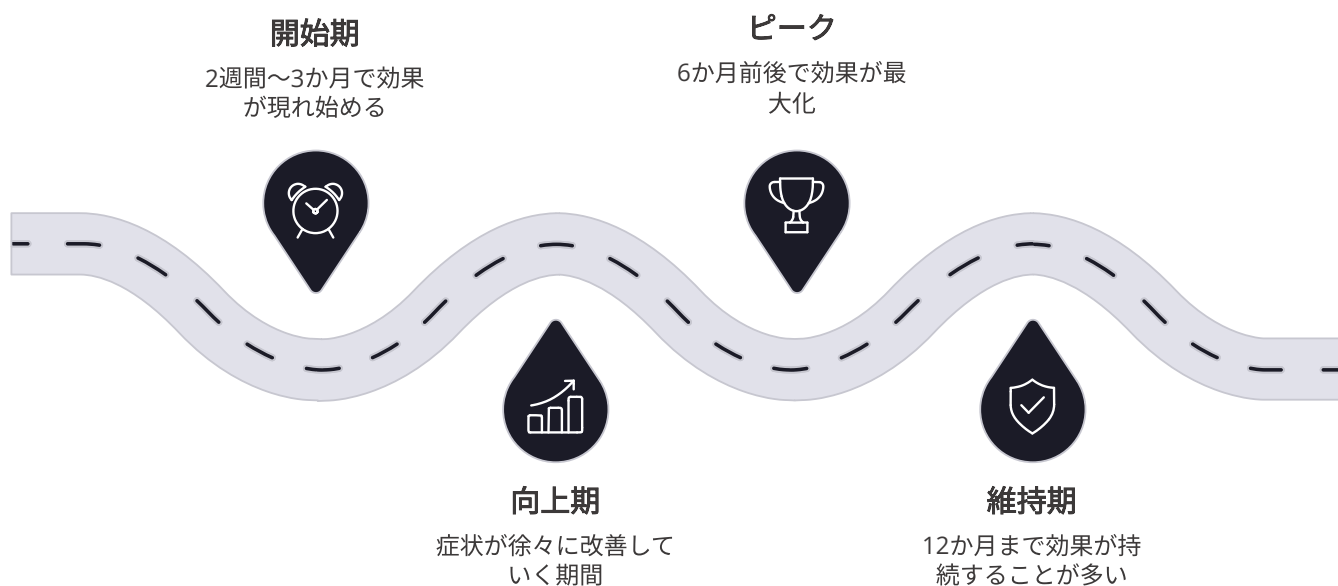 開始期
2週間～3か月で効果
が現れ始める
向上期
症状が徐々に改善して
いく期間
ピーク
6か月前後で効果が最
大化
維持期
12か月まで効果が持
続することが多い